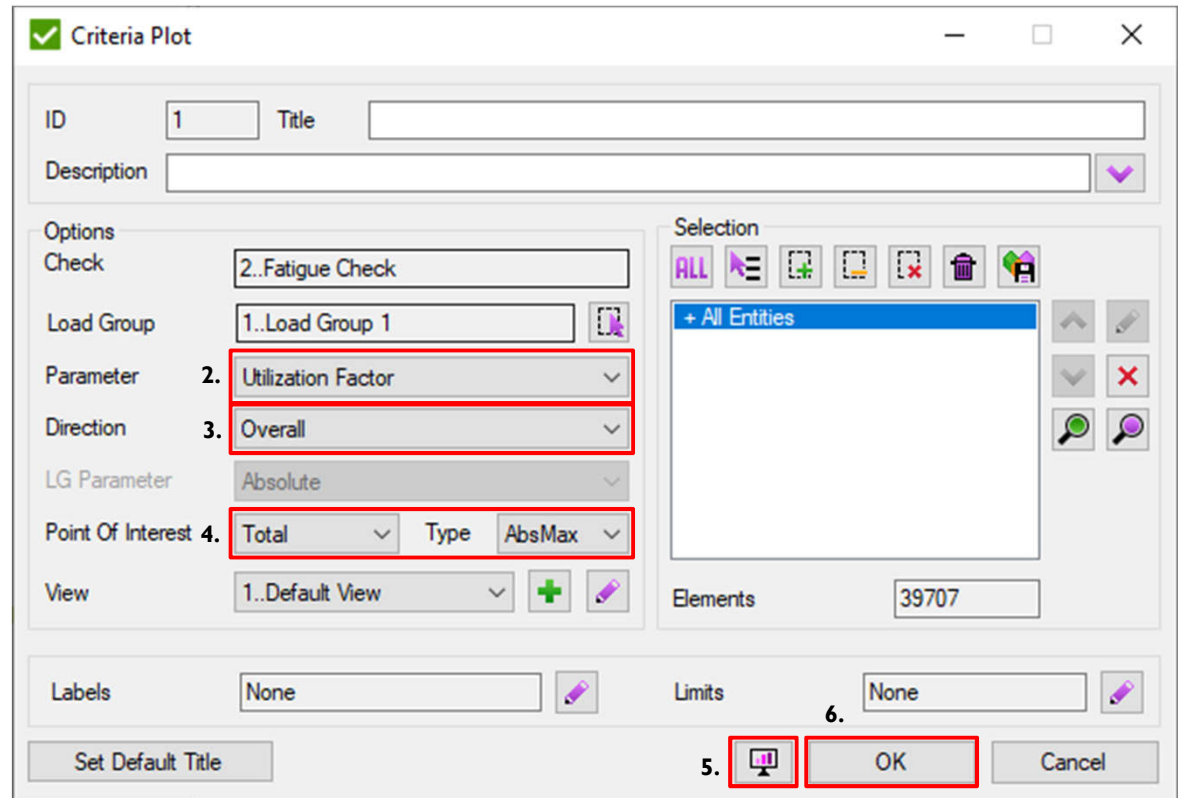 Criteria Plot
ID 1 Title
Description
Options
Check 2..Fatigue Check
Load Group 1..Load Group 1
Parameter 2. Utilization Factor
Direction 3. Overall
LG Parameter Absolute
Point Of Interest 4. Total Type AbsMax
View 1..Default View
Selection
ALL
+ All Entities
Elements 39707
Labels None
Limits None
6.
Set Default Title 5. OK Cancel